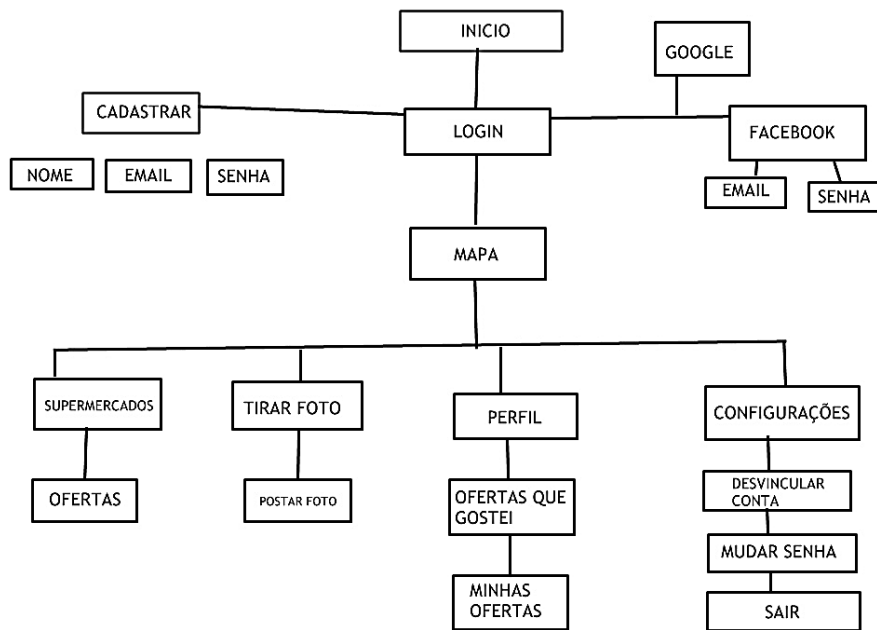 INICIO
GOOGLE
CADASTRAR
LOGIN
FACEBOOK
NOME
EMAIL
SENHA
EMAIL
SENHA
MAPA
SUPERMERCADOS
TIRAR FOTO
PERFIL
CONFIGURAÇÕES
OFERTAS
POSTAR FOTO
OFERTAS QUE
GOSTEI
DESVINCULAR
CONTA
MUDAR SENHA
MINHAS
OFERTAS
SAIR